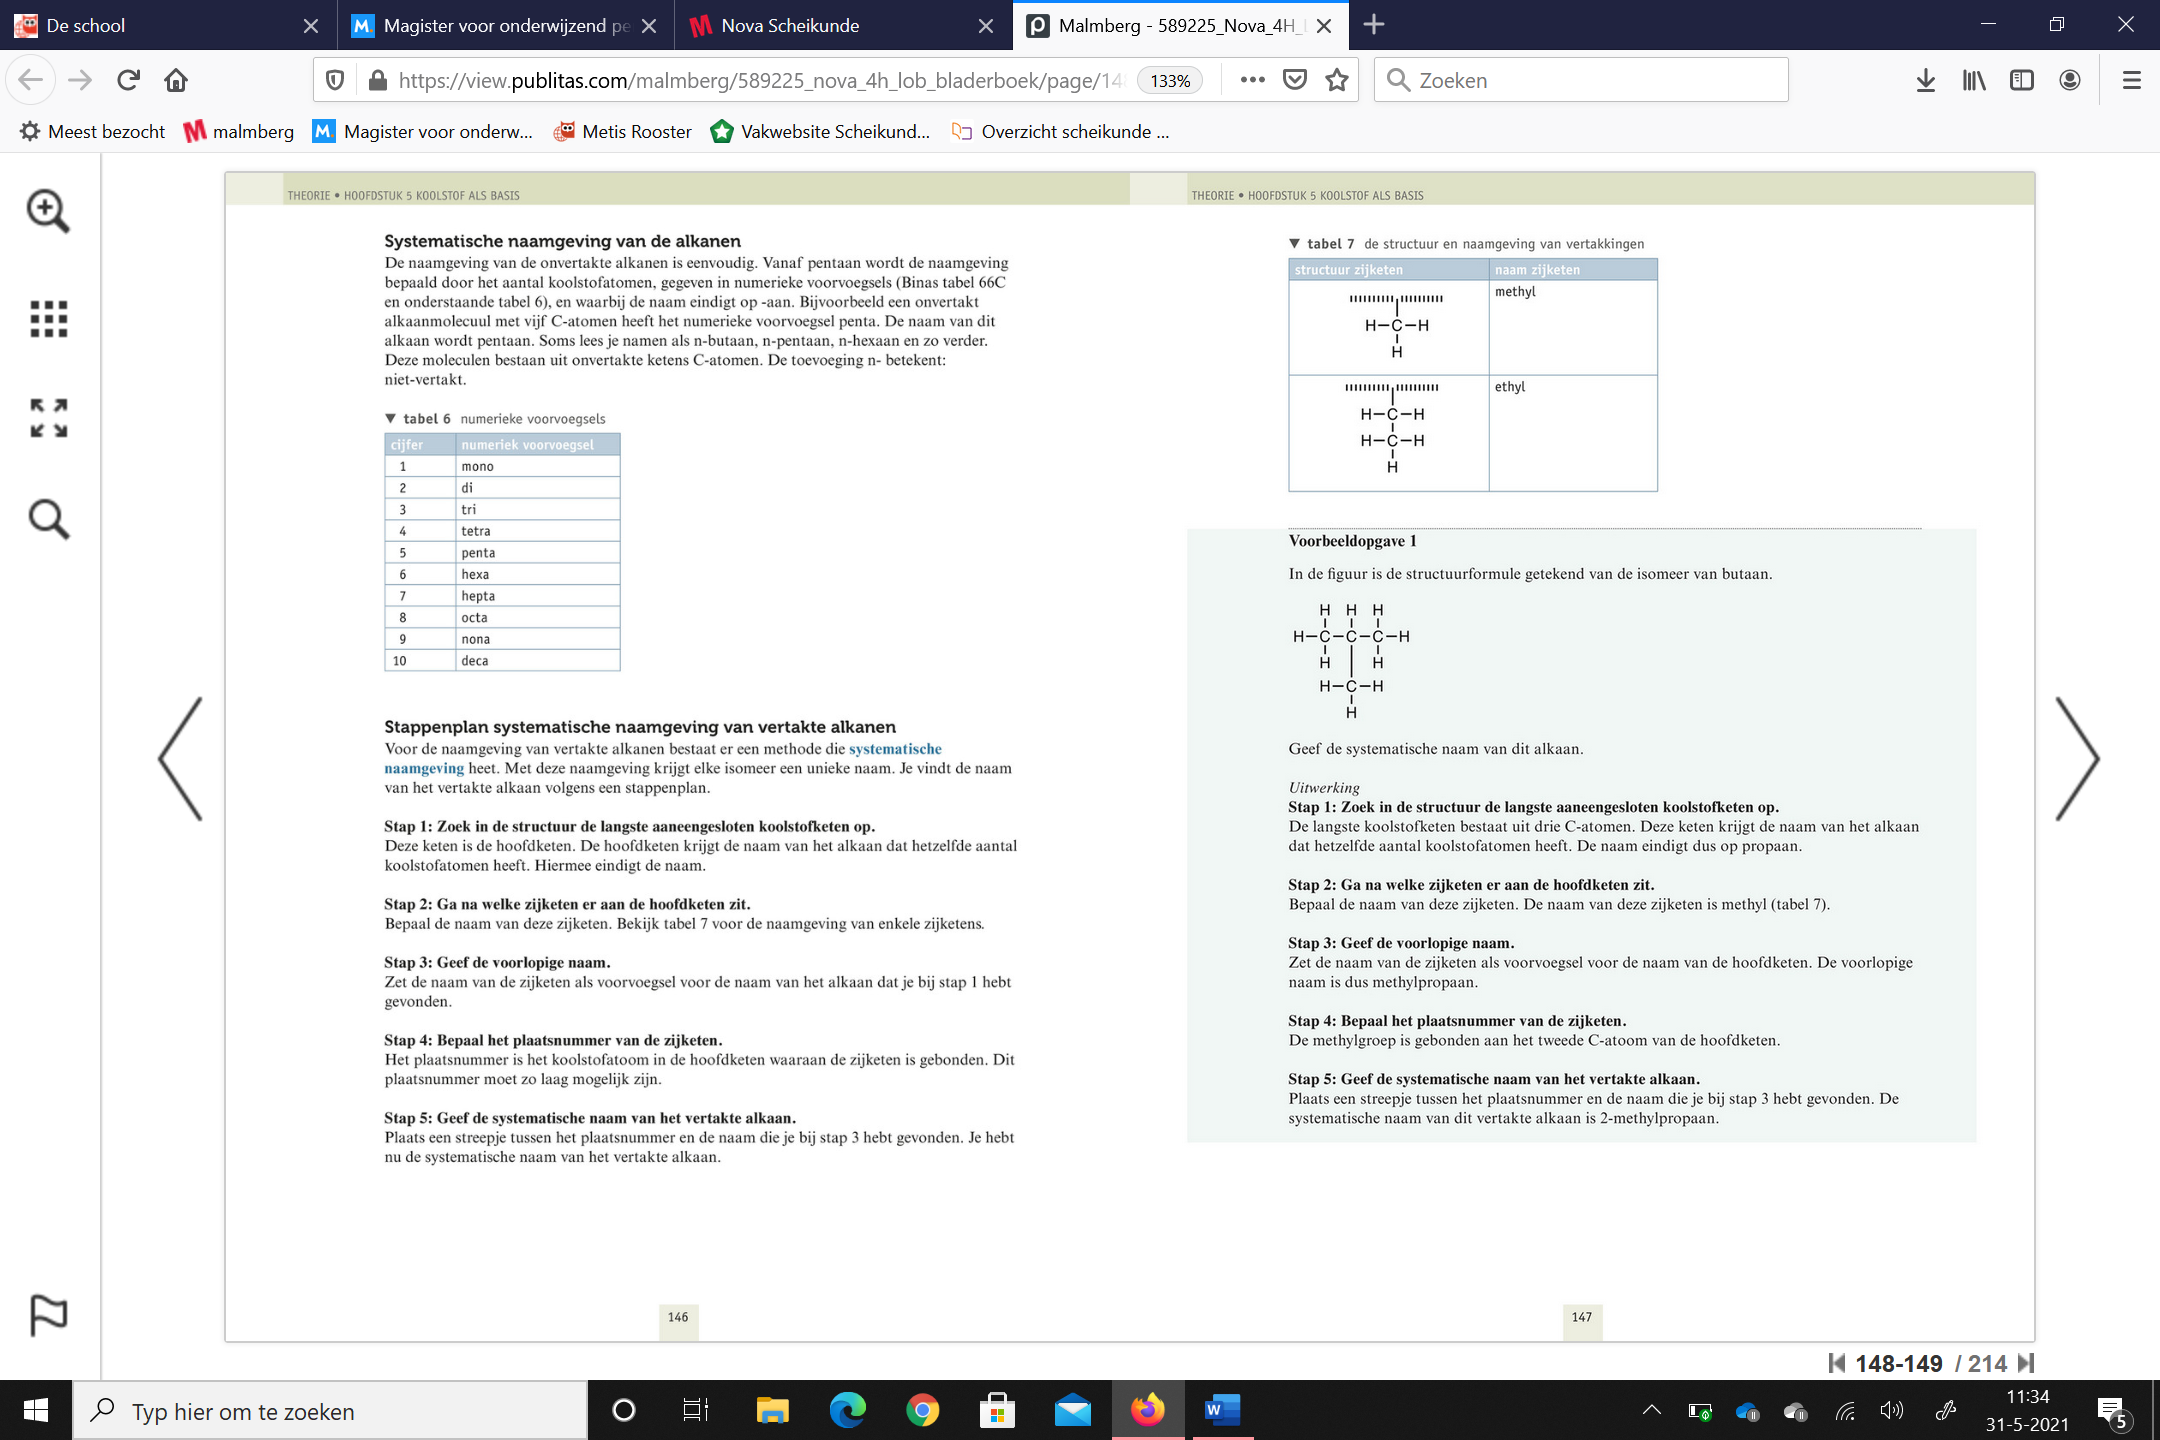 De school
Magister voor onderwijzend pe
Nova Scheikunde
Malmberg - 589225_Nova_4H_L
https://view.publitas.com/malmberg/589225_nova_4h_lob_bladerboek/page/14
133%
Zoeken
Meest bezocht
malmberg
Magister voor onderw...
Metis Rooster
Vakwebsite Scheikund...
Overzicht scheikunde ...
THEORIE • HOOFDSTUK 5 KOOLSTOF ALS BASIS
Systematische naamgeving van de alkanen
De naamgeving van de onvertakte alkanen is eenvoudig. Vanaf pentaan wordt de naamgeving
bepaald door het aantal koolstofatomen, gegeven in numerieke voorvoegsels (Binas tabel 66C
en onderstaande tabel 6), en waarbij de naam eindigt op -aan. Bijvoorbeeld een onvertakt
alkaanmolecuul met vijf C-atomen heeft het numerieke voorvoegsel penta. De naam van dit
alkaan wordt pentaan. Soms lees je namen als n-butaan, n-pentaan, n-hexaan en zo verder.
Deze moleculen bestaan uit onvertakte ketens C-atomen. De toevoeging n- betekent:
niet-vertakt.
▼ tabel 6 numerieke voorvoegsels
cijfer numeriek voorvoegsel
1 mono
2 di
3 tri
4 tetra
5 penta
6 hexa
7 hepta
8 octa
9 nona
10 deca
Stappenplan systematische naamgeving van vertakte alkanen
Voor de naamgeving van vertakte alkanen bestaat er een methode die systematische
naamgeving heet. Met deze naamgeving krijgt elke isomeer een unieke naam. Je vindt de naam
van het vertakte alkaan volgens een stappenplan.
Stap 1: Zoek in de structuur de langste aaneengesloten koolstofketen op.
Deze keten is de hoofdketen. De hoofdketen krijgt de naam van het alkaan dat hetzelfde aantal
koolstofatomen heeft. Hiermee eindigt de naam.
Stap 2: Ga na welke zijketen er aan de hoofdketen zit.
Bepaal de naam van deze zijketen. Bekijk tabel 7 voor de naamgeving van enkele zijketens.
Stap 3: Geef de voorlopige naam.
Zet de naam van de zijketen als voorvoegsel voor de naam van het alkaan dat je bij stap 1 hebt
gevonden.
Stap 4: Bepaal het plaatsnummer van de zijketen.
Het plaatsnummer is het koolstofatoom in de hoofdketen waaraan de zijketen is gebonden. Dit
plaatsnummer moet zo laag mogelijk zijn.
Stap 5: Geef de systematische naam van het vertakte alkaan.
Plaats een streepje tussen het plaatsnummer en de naam die je bij stap 3 hebt gevonden. Je hebt
nu de systematische naam van het vertakte alkaan.
146
THEORIE • HOOFDSTUK 5 KOOLSTOF ALS BASIS
▼ tabel 7 de structuur en naamgeving van vertakkingen
structuur zijketen naam zijketen
methyl
H–C–H
H
ethyl
H–C–H
H–C–H
H
Voorbeeldopgave 1
In de figuur is de structuurformule getekend van de isomeer van butaan.
H H H
H–C–C–C–H
H H
H–C–H
H
Geef de systematische naam van dit alkaan.
Uitwerking
Stap 1: Zoek in de structuur de langste aaneengesloten koolstofketen op.
De langste koolstofketen bestaat uit drie C-atomen. Deze keten krijgt de naam van het alkaan
dat hetzelfde aantal koolstofatomen heeft. De naam eindigt dus op propaan.
Stap 2: Ga na welke zijketen er aan de hoofdketen zit.
Bepaal de naam van deze zijketen. De naam van deze zijketen is methyl (tabel 7).
Stap 3: Geef de voorlopige naam.
Zet de naam van de zijketen als voorvoegsel voor de naam van de hoofdketen. De voorlopige
naam is dus methylpropaan.
Stap 4: Bepaal het plaatsnummer van de zijketen.
De methylgroep is gebonden aan het tweede C-atoom van de hoofdketen.
Stap 5: Geef de systematische naam van het vertakte alkaan.
Plaats een streepje tussen het plaatsnummer en de naam die je bij stap 3 hebt gevonden. De
systematische naam van dit vertakte alkaan is 2-methylpropaan.
147
148-149 / 214
Typ hier om te zoeken
11:34
31-5-2021
5